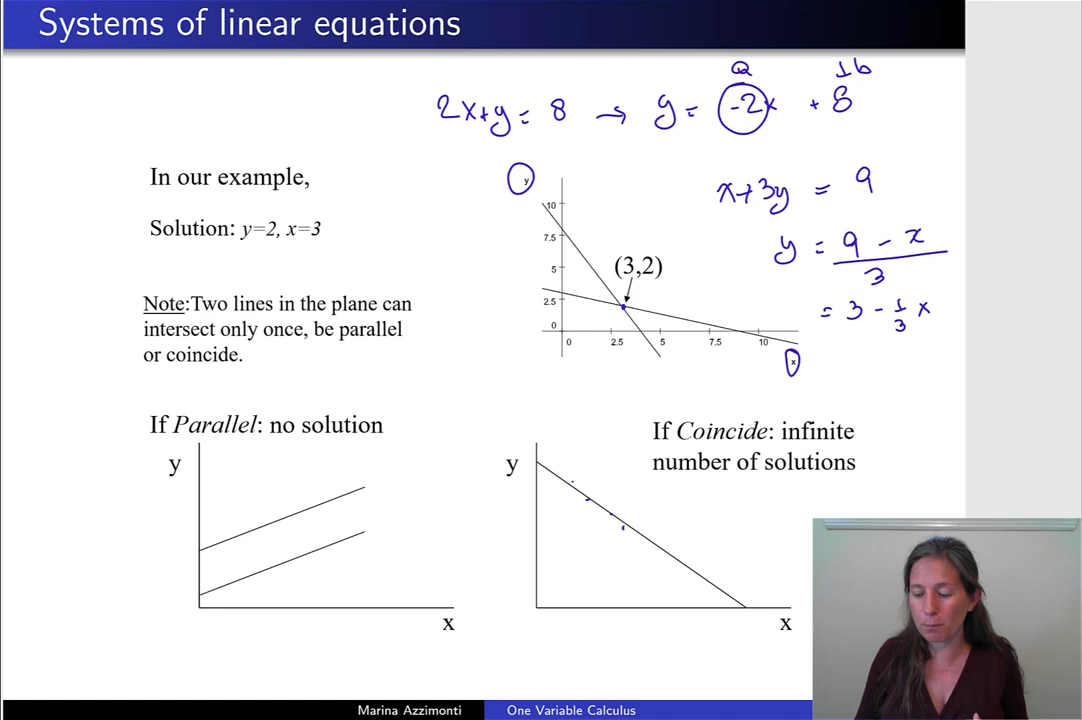 Systems of linear equations
a 1b
2x+y = 8 → y = -2x + 8
In our example,
Solution: y=2, x=3
x+3y = 9
y = 9 - x
3
= 3 - 1/3 x
y
10
7.5
5
2.5
0
0 2.5 5 7.5 10
x
(3,2)
Note:Two lines in the plane can
intersect only once, be parallel
or coincide.
If Parallel: no solution
y
x
If Coincide: infinite
number of solutions
y
x
Marina Azzimonti One Variable Calculus